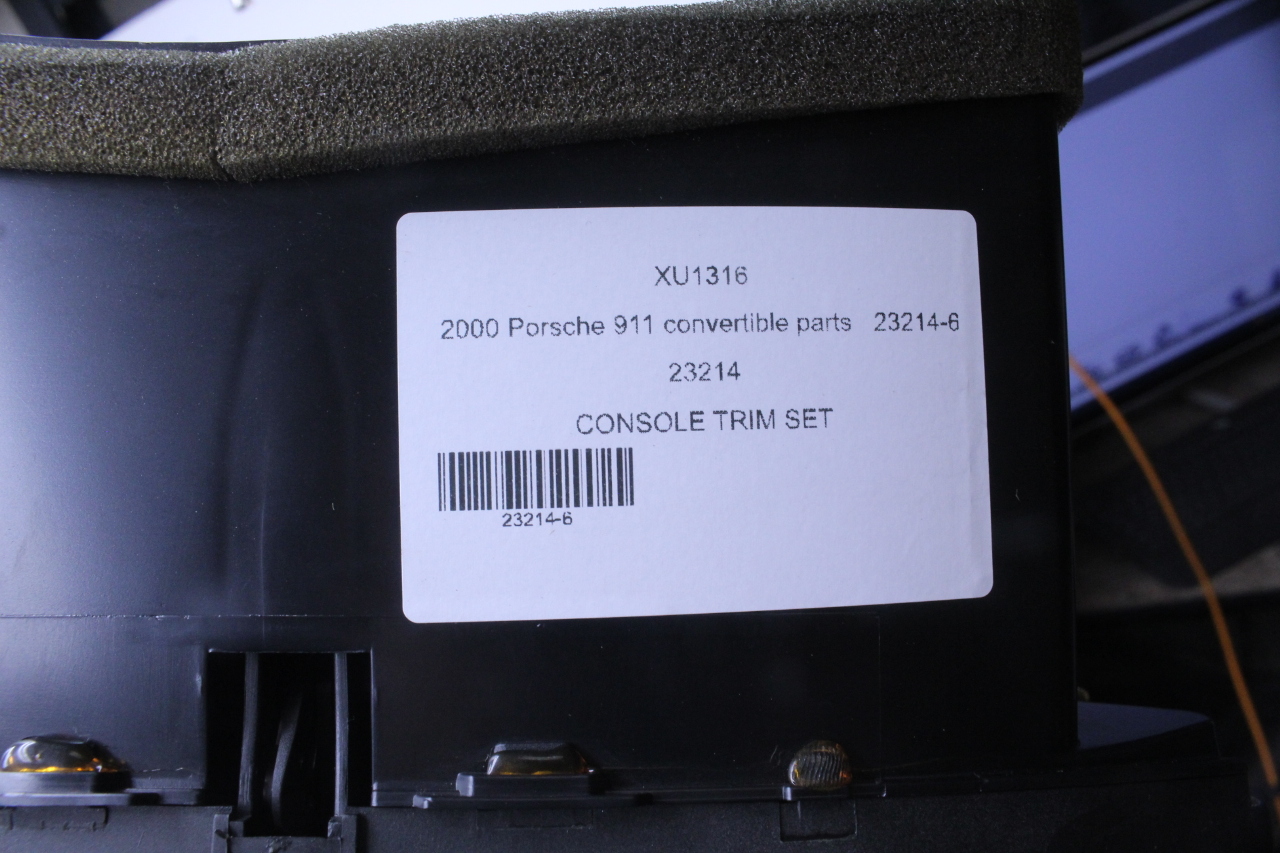 XU1316
2000 Porsche 911 convertible parts 23214-6
23214
CONSOLE TRIM SET
23214-6